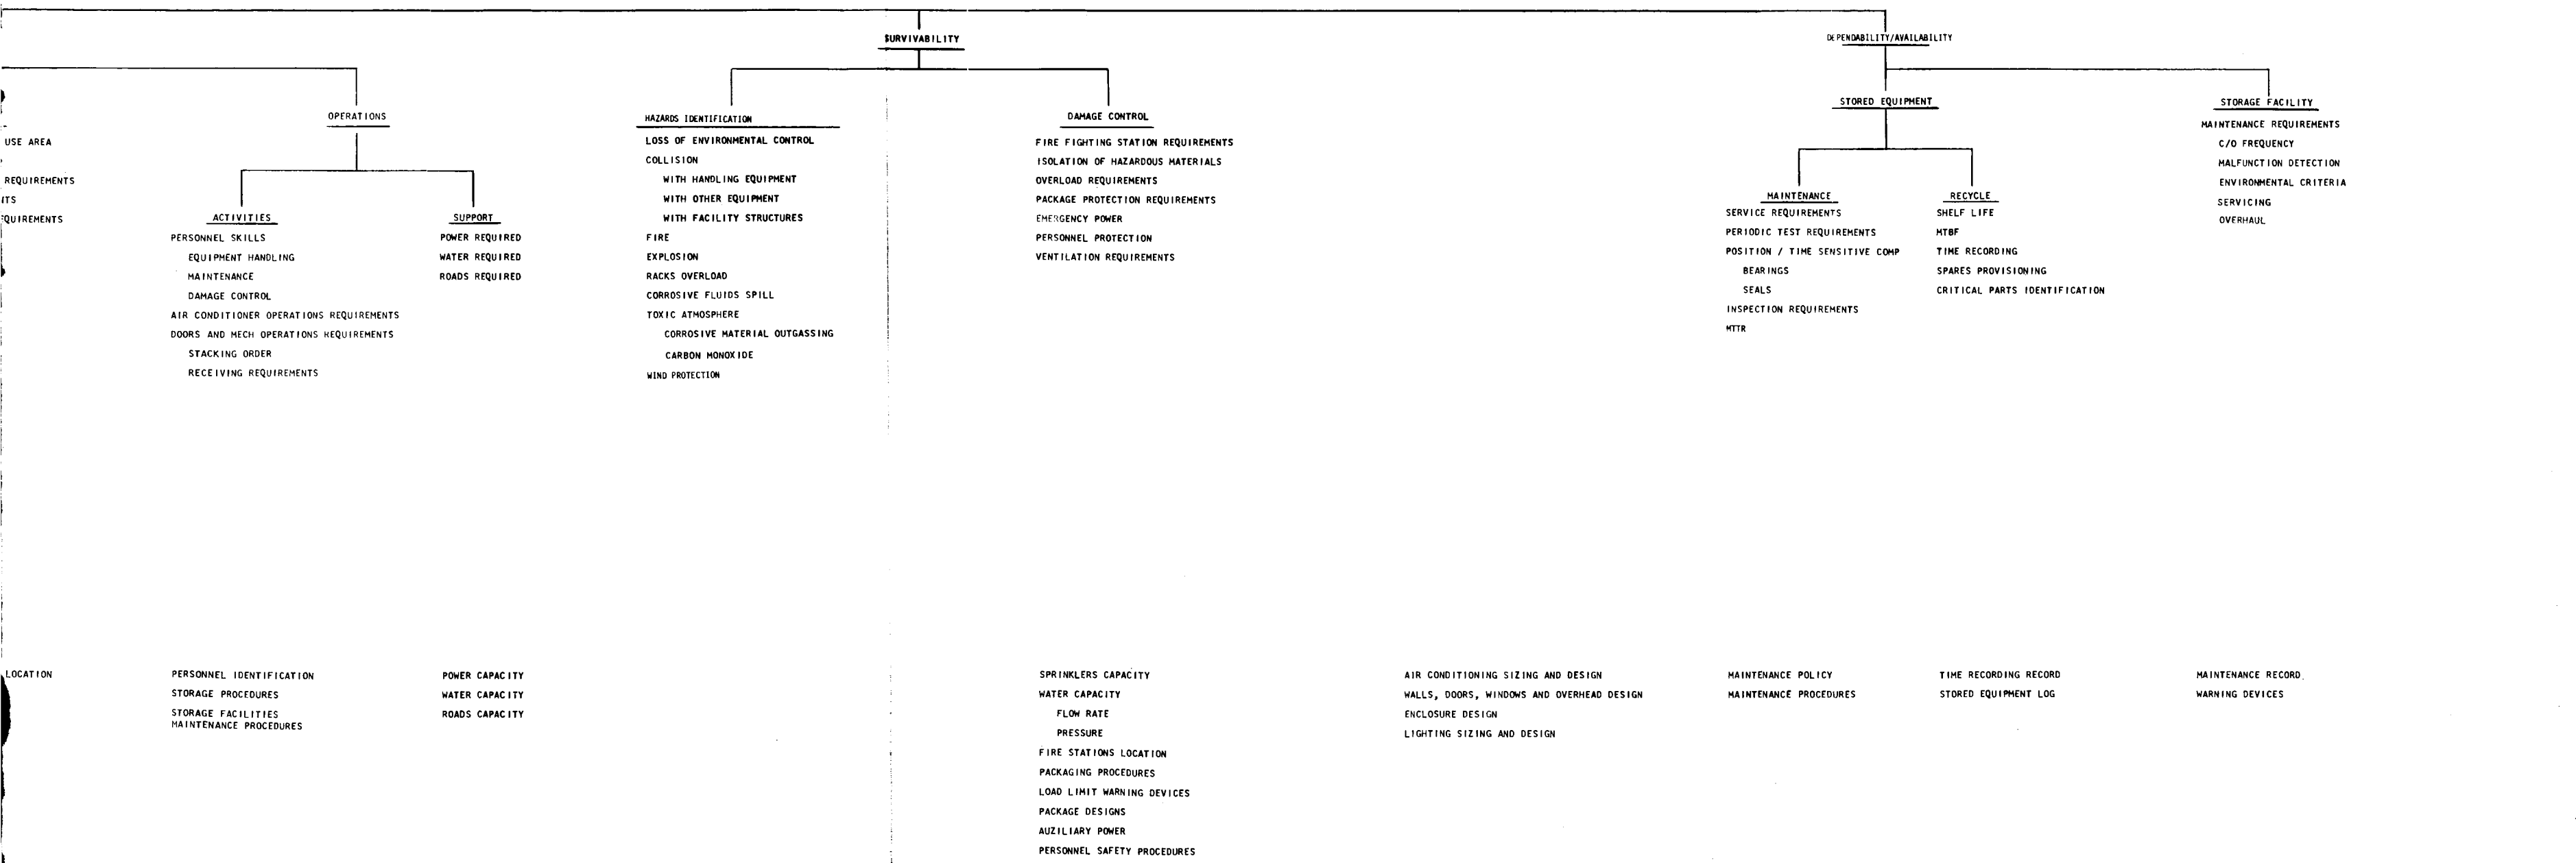 SURVIVABILITY
DEPENDABILITY/AVAILABILITY
USE AREA
REQUIREMENTS
OPERATIONS
ACTIVITIES
PERSONNEL SKILLS
EQUIPMENT HANDLING
MAINTENANCE
DAMAGE CONTROL
AIR CONDITIONER OPERATIONS REQUIREMENTS
DOORS AND MECH OPERATIONS REQUIREMENTS
STACKING ORDER
RECEIVING REQUIREMENTS
SUPPORT
POWER REQUIRED
WATER REQUIRED
ROADS REQUIRED
HAZARDS IDENTIFICATION
LOSS OF ENVIRONMENTAL CONTROL
COLLISION
WITH HANDLING EQUIPMENT
WITH OTHER EQUIPMENT
WITH FACILITY STRUCTURES
FIRE
EXPLOSION
RACKS OVERLOAD
CORROSIVE FLUIDS SPILL
TOXIC ATMOSPHERE
CORROSIVE MATERIAL OUTGASSING
CARBON MONOXIDE
WIND PROTECTION
DAMAGE CONTROL
FIRE FIGHTING STATION REQUIREMENTS
ISOLATION OF HAZARDOUS MATERIALS
OVERLOAD REQUIREMENTS
PACKAGE PROTECTION REQUIREMENTS
EMERGENCY POWER
PERSONNEL PROTECTION
VENTILATION REQUIREMENTS
STORED EQUIPMENT
MAINTENANCE
SERVICE REQUIREMENTS
PERIODIC TEST REQUIREMENTS
POSITION / TIME SENSITIVE COMP
BEARINGS
SEALS
INSPECTION REQUIREMENTS
MTTR
RECYCLE
SHELF LIFE
MTBF
TIME RECORDING
SPARES PROVISIONING
CRITICAL PARTS IDENTIFICATION
STORAGE FACILITY
MAINTENANCE REQUIREMENTS
C/O FREQUENCY
MALFUNCTION DETECTION
ENVIRONMENTAL CRITERIA
SERVICING
OVERHAUL
LOCATION
PERSONNEL IDENTIFICATION
STORAGE PROCEDURES
STORAGE FACILITIES
MAINTENANCE PROCEDURES
POWER CAPACITY
WATER CAPACITY
ROADS CAPACITY
SPRINKLERS CAPACITY
WATER CAPACITY
FLOW RATE
PRESSURE
FIRE STATIONS LOCATION
PACKAGING PROCEDURES
LOAD LIMIT WARNING DEVICES
PACKAGE DESIGNS
AUZILIARY POWER
PERSONNEL SAFETY PROCEDURES
AIR CONDITIONING SIZING AND DESIGN
WALLS, DOORS, WINDOWS AND OVERHEAD DESIGN
ENCLOSURE DESIGN
LIGHTING SIZING AND DESIGN
MAINTENANCE POLICY
MAINTENANCE PROCEDURES
TIME RECORDING RECORD
STORED EQUIPMENT LOG
MAINTENANCE RECORD
WARNING DEVICES